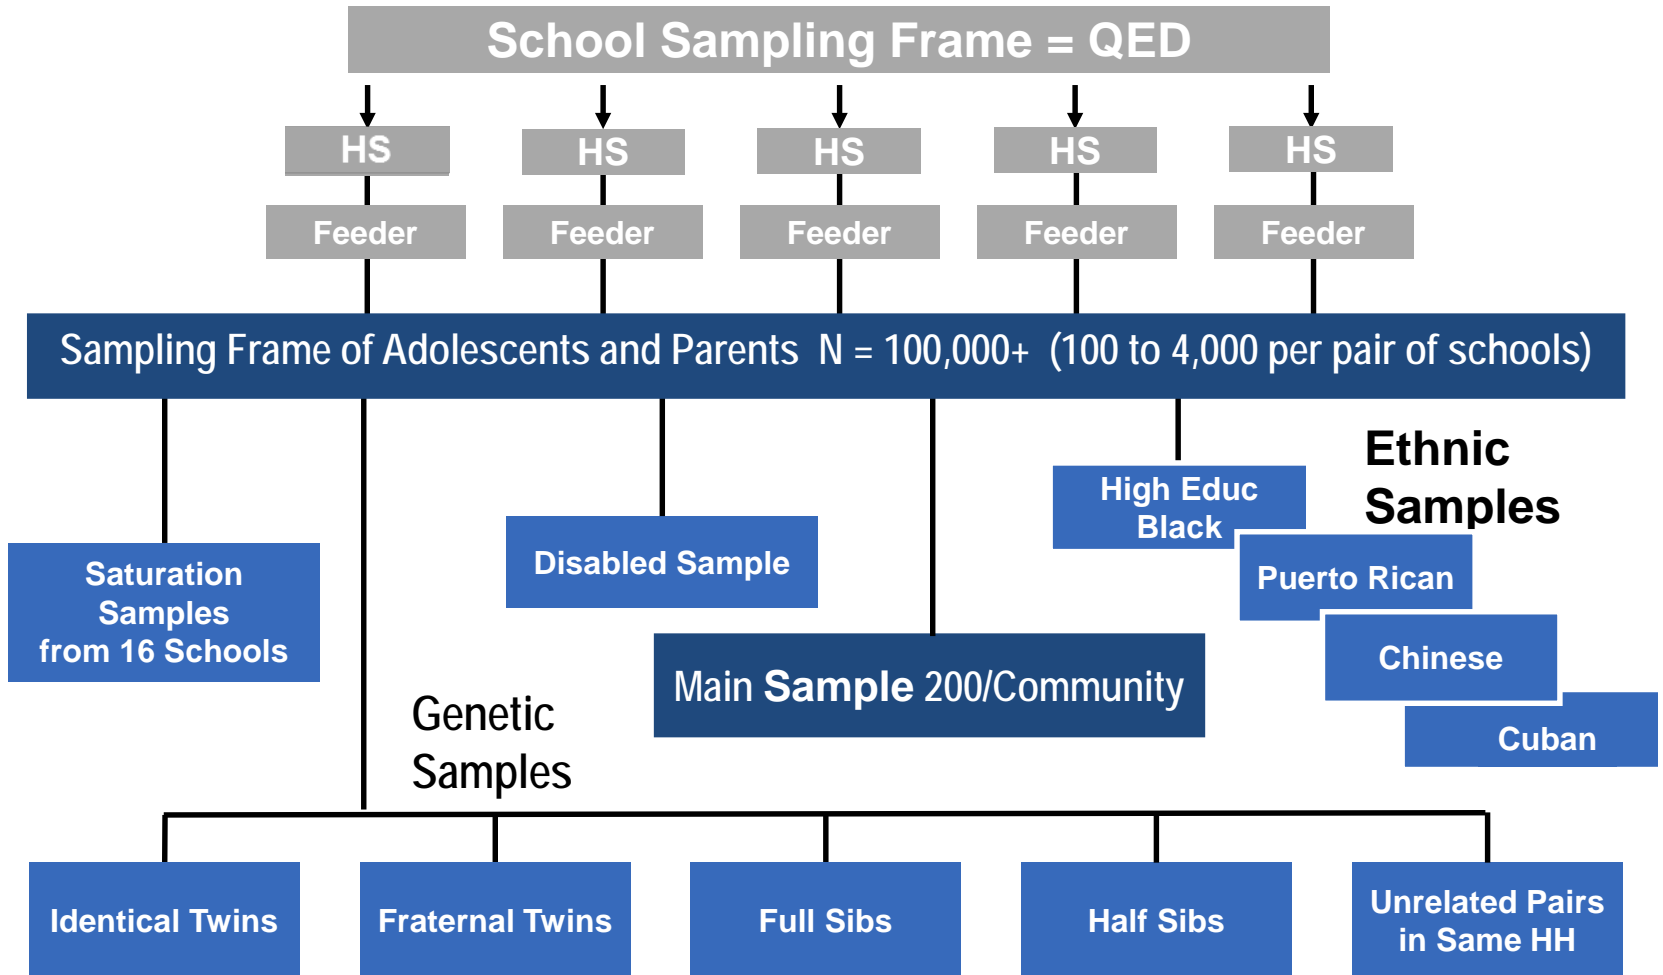 School Sampling Frame = QED
HS
HS
HS
HS
HS
Feeder
Feeder
Feeder
Feeder
Feeder
Sampling Frame of Adolescents and Parents N = 100,000+ (100 to 4,000 per pair of schools)
Ethnic
Samples
High Educ
Black
Puerto Rican
Chinese
Cuban
Disabled Sample
Saturation
Samples
from 16 Schools
Main Sample 200/Community
Genetic
Samples
Identical Twins
Fraternal Twins
Full Sibs
Half Sibs
Unrelated Pairs
in Same HH